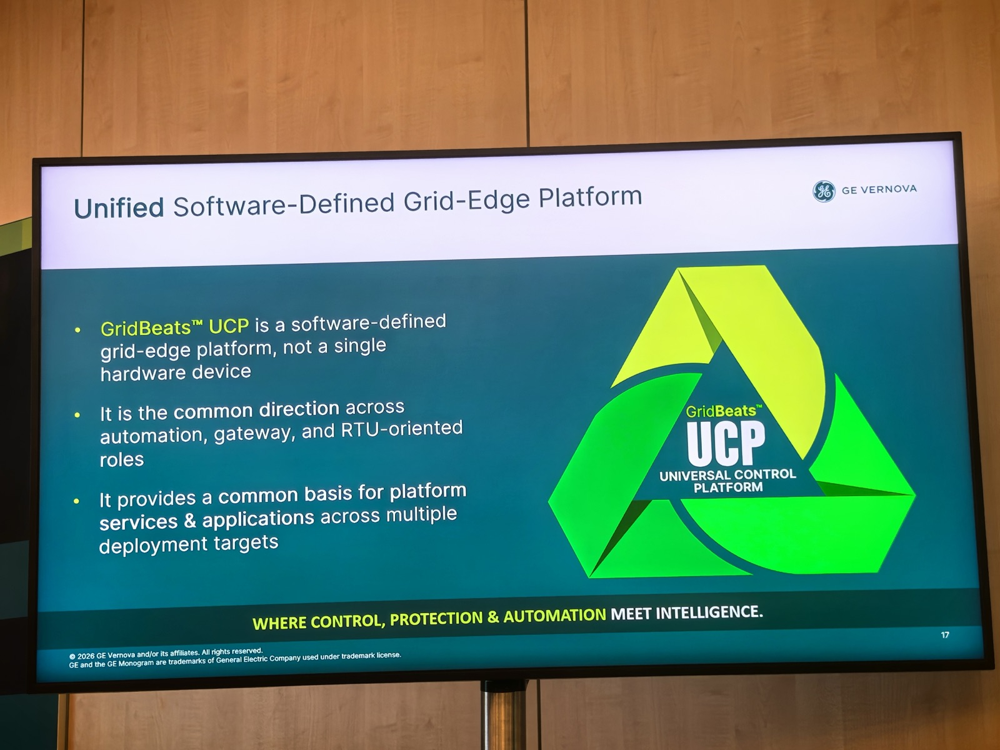 Unified Software-Defined Grid-Edge Platform
GE VERNOVA
• GridBeats™ UCP is a software-defined
grid-edge platform, not a single
hardware device
• It is the common direction across
automation, gateway, and RTU-oriented
roles
• It provides a common basis for platform
services & applications across multiple
deployment targets
GridBeats™
UCP
UNIVERSAL CONTROL
PLATFORM
WHERE CONTROL, PROTECTION & AUTOMATION MEET INTELLIGENCE.
17
© 2026 GE Vernova and/or its affiliates. All rights reserved.
GE and the GE Monogram are trademarks of General Electric Company used under trademark license.